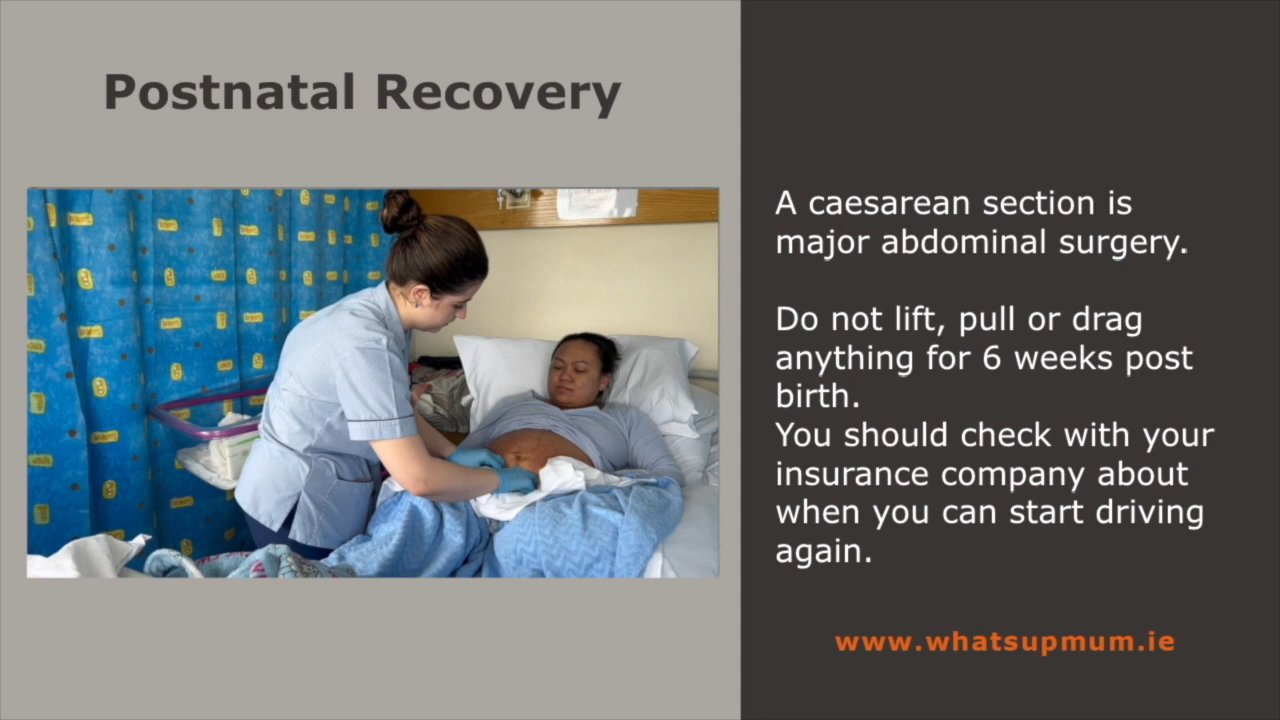 Postnatal Recovery
A caesarean section is
major abdominal surgery.
Do not lift, pull or drag
anything for 6 weeks post
birth.
You should check with your
insurance company about
when you can start driving
again.
www.whatsupmum.ie